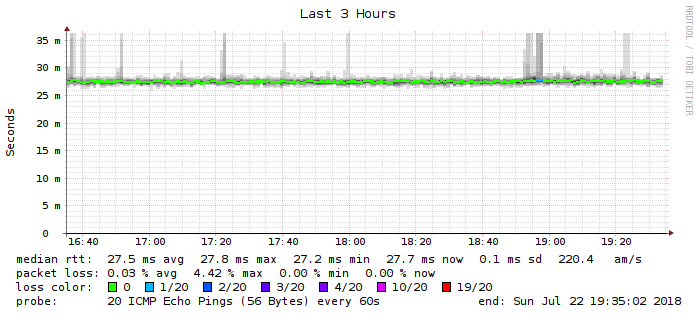 Last 3 Hours
RRDTOOL / TOBI OETIKER
Seconds
35 m
30 m
25 m
20 m
15 m
10 m
5 m
0
16:40 17:00 17:20 17:40 18:00 18:20 18:40 19:00 19:20
median rtt: 27.5 ms avg 27.8 ms max 27.2 ms min 27.7 ms now 0.1 ms sd 220.4 am/s
packet loss: 0.03 % avg 4.42 % max 0.00 % min 0.00 % now
loss color: 0 1/20 2/20 3/20 4/20 10/20 19/20
probe: 20 ICMP Echo Pings (56 Bytes) every 60s end: Sun Jul 22 19:35:02 2018